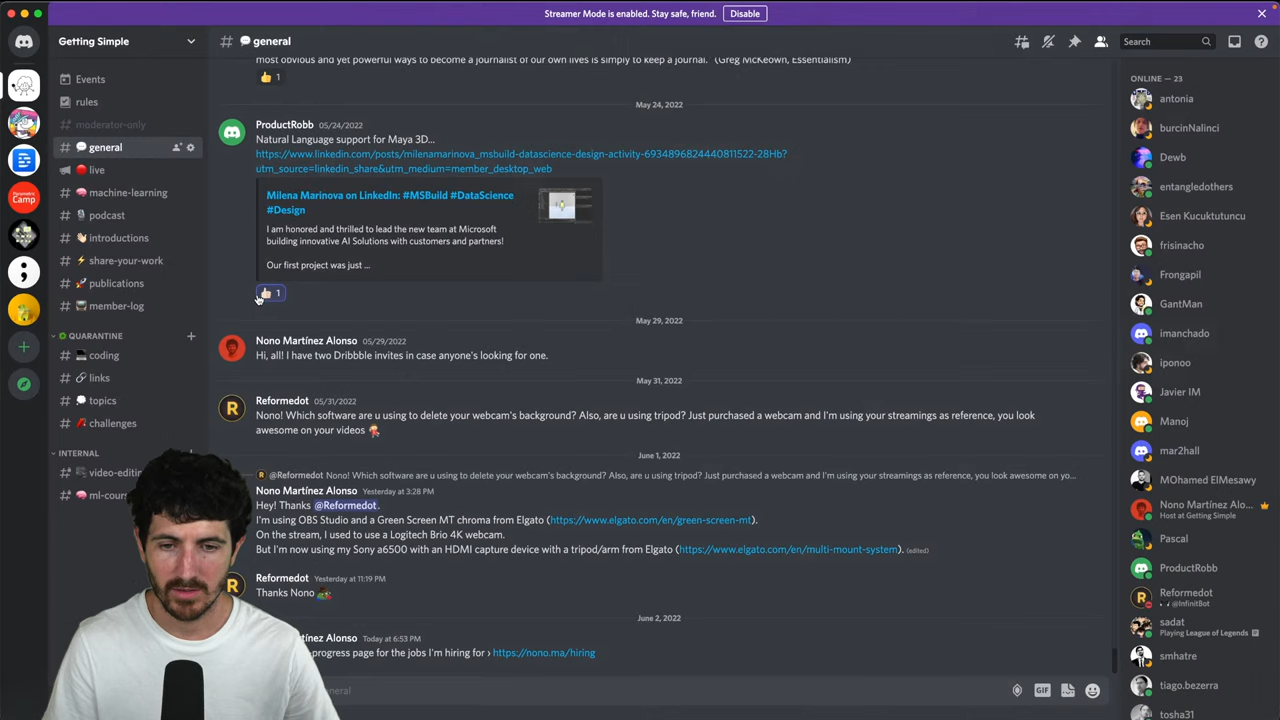 Streamer Mode is enabled. Stay safe, friend. Disable
Getting Simple
general
Search
Events
rules
moderator-only
general
live
machine-learning
podcast
introductions
share-your-work
publications
member-log
QUARANTINE
coding
links
topics
challenges
INTERNAL
video-editin
ml-cours
most obvious and yet powerful ways to become a journalist of our own lives is simply to keep a journal. (Greg McKeown, Essentialism)
1
May 24, 2022
ProductRobb 05/24/2022
Natural Language support for Maya 3D...
https://www.linkedin.com/posts/milenamarinova_msbuild-datascience-design-activity-6934896824440811522-28Hb?
utm_source=linkedin_share&utm_medium=member_desktop_web
Milena Marinova on LinkedIn: #MSBuild #DataScience
#Design
I am honored and thrilled to lead the new team at Microsoft
building innovative AI Solutions with customers and partners!
Our first project was just ...
1
May 29, 2022
Nono Martínez Alonso 05/29/2022
Hi, all! I have two Dribbble invites in case anyone's looking for one.
May 31, 2022
R
Reformedot 05/31/2022
Nono! Which software are u using to delete your webcam's background? Also, are u using tripod? Just purchased a webcam and I'm using your streamings as reference, you look
awesome on your videos
June 1, 2022
@Reformedot Nono! Which software are u using to delete your webcam's background? Also, are u using tripod? Just purchased a webcam and I'm using your streamings as reference, you look awesome on yo...
Nono Martínez Alonso Yesterday at 3:28 PM
Hey! Thanks @Reformedot.
I'm using OBS Studio and a Green Screen MT chroma from Elgato (https://www.elgato.com/en/green-screen-mt).
On the stream, I used to use a Logitech Brio 4K webcam.
But I'm now using my Sony a6500 with an HDMI capture device with a tripod/arm from Elgato (https://www.elgato.com/en/multi-mount-system). (edited)
R
Reformedot Yesterday at 11:19 PM
Thanks Nono
June 2, 2022
tínez Alonso Today at 6:53 PM
-progress page for the jobs I'm hiring for › https://nono.ma/hiring
general
GIF
ONLINE — 23
antonia
burcinNalinci
Dewb
entangledothers
Esen Kucuktutuncu
frisinacho
Frongapil
GantMan
imanchado
iponoo
Javier IM
Manoj
mar2hall
MOhamed ElMesawy
Nono Martínez Alo...
Host at Getting Simple
Pascal
ProductRobb
Reformedot
@InfinitBot
sadat
Playing League of Legends
smhatre
tiago.bezerra
tosha31